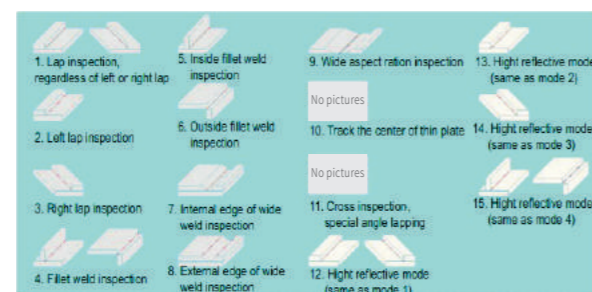 1. Lap inspection,
regardless of left or right lap
2. Left lap inspection
3. Right lap inspection
4. Fillet weld inspection
5. Inside fillet weld
inspection
6. Outside fillet weld
inspection
7. Internal edge of wide
weld inspection
8. External edge of wide
weld inspection
9. Wide aspect ration inspection
No pictures
10. Track the center of thin plate
No pictures
11. Cross inspection,
special angle lapping
12. Hight reflective mode
(same as mode 1)
13. Hight reflective mode
(same as mode 2)
14. Hight reflective mode
(same as mode 3)
15. Hight reflective mode
(same as mode 4)